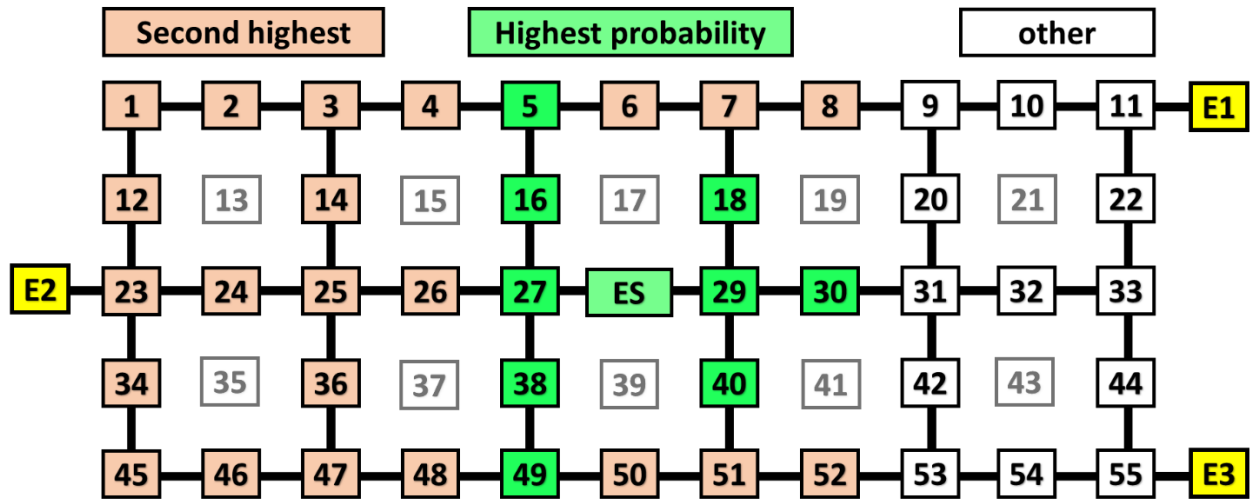 Second highest Highest probability other
1 2 3 4 5 6 7 8 9 10 11 E1
12 13 14 15 16 17 18 19 20 21 22
E2 23 24 25 26 27 ES 29 30 31 32 33
34 35 36 37 38 39 40 41 42 43 44
45 46 47 48 49 50 51 52 53 54 55 E3